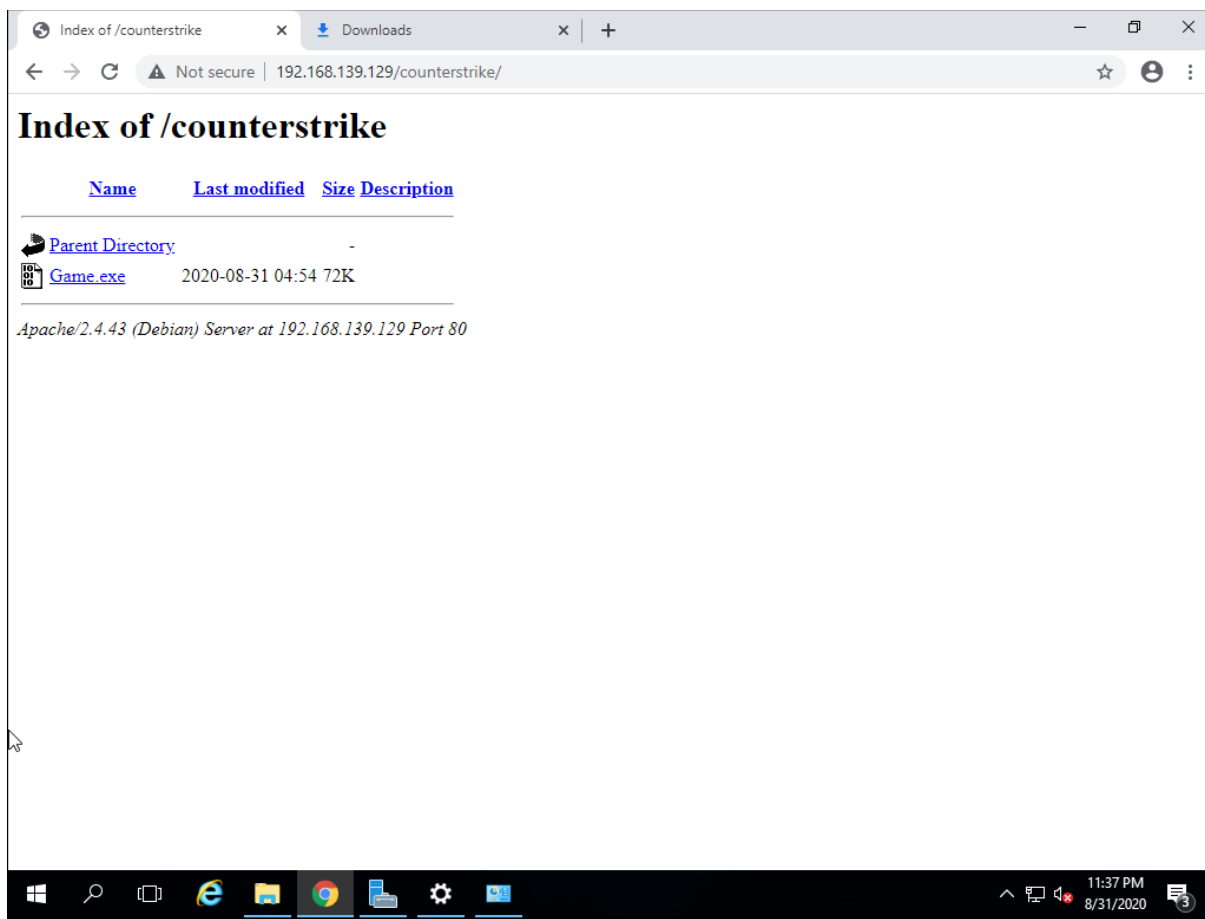 Index of /counterstrike
Downloads
Not secure | 192.168.139.129/counterstrike/
Index of /counterstrike
Name Last modified Size Description
Parent Directory -
Game.exe 2020-08-31 04:54 72K
Apache/2.4.43 (Debian) Server at 192.168.139.129 Port 80
11:37 PM
8/31/2020
3